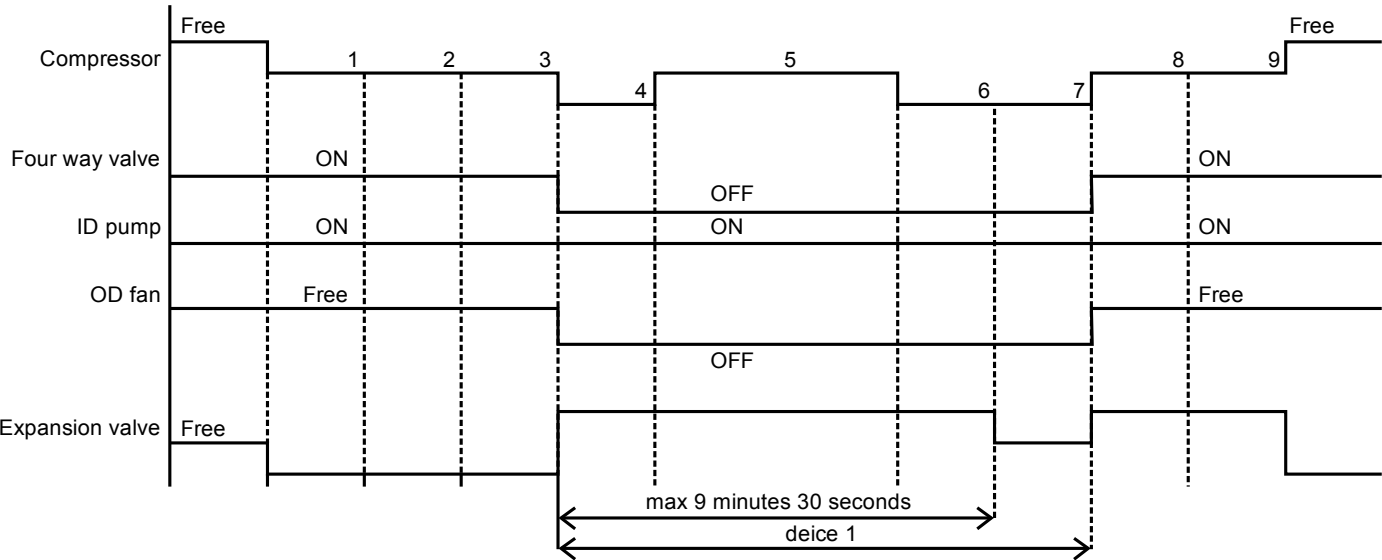 Free Free
Compressor 1 2 3 5 8 9
4 6 7
Four way valve ON ON
OFF
ID pump ON ON ON
OD fan Free Free
OFF
Expansion valve Free
max 9 minutes 30 seconds
deice 1